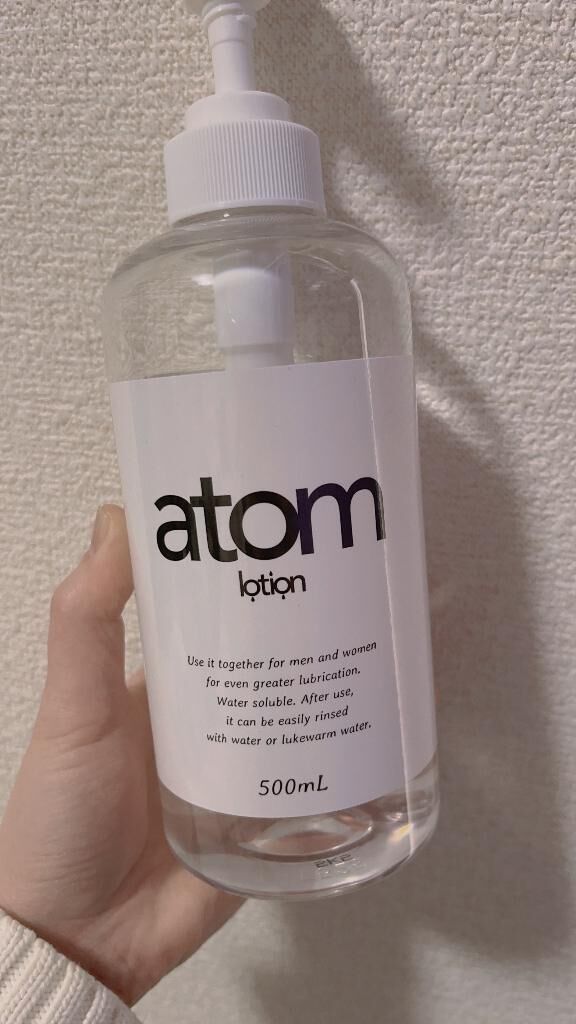 atom
lotion
Use it together for men and women
for even greater lubrication.
Water soluble. After use,
it can be easily rinsed
with water or lukewarm water.
500mL